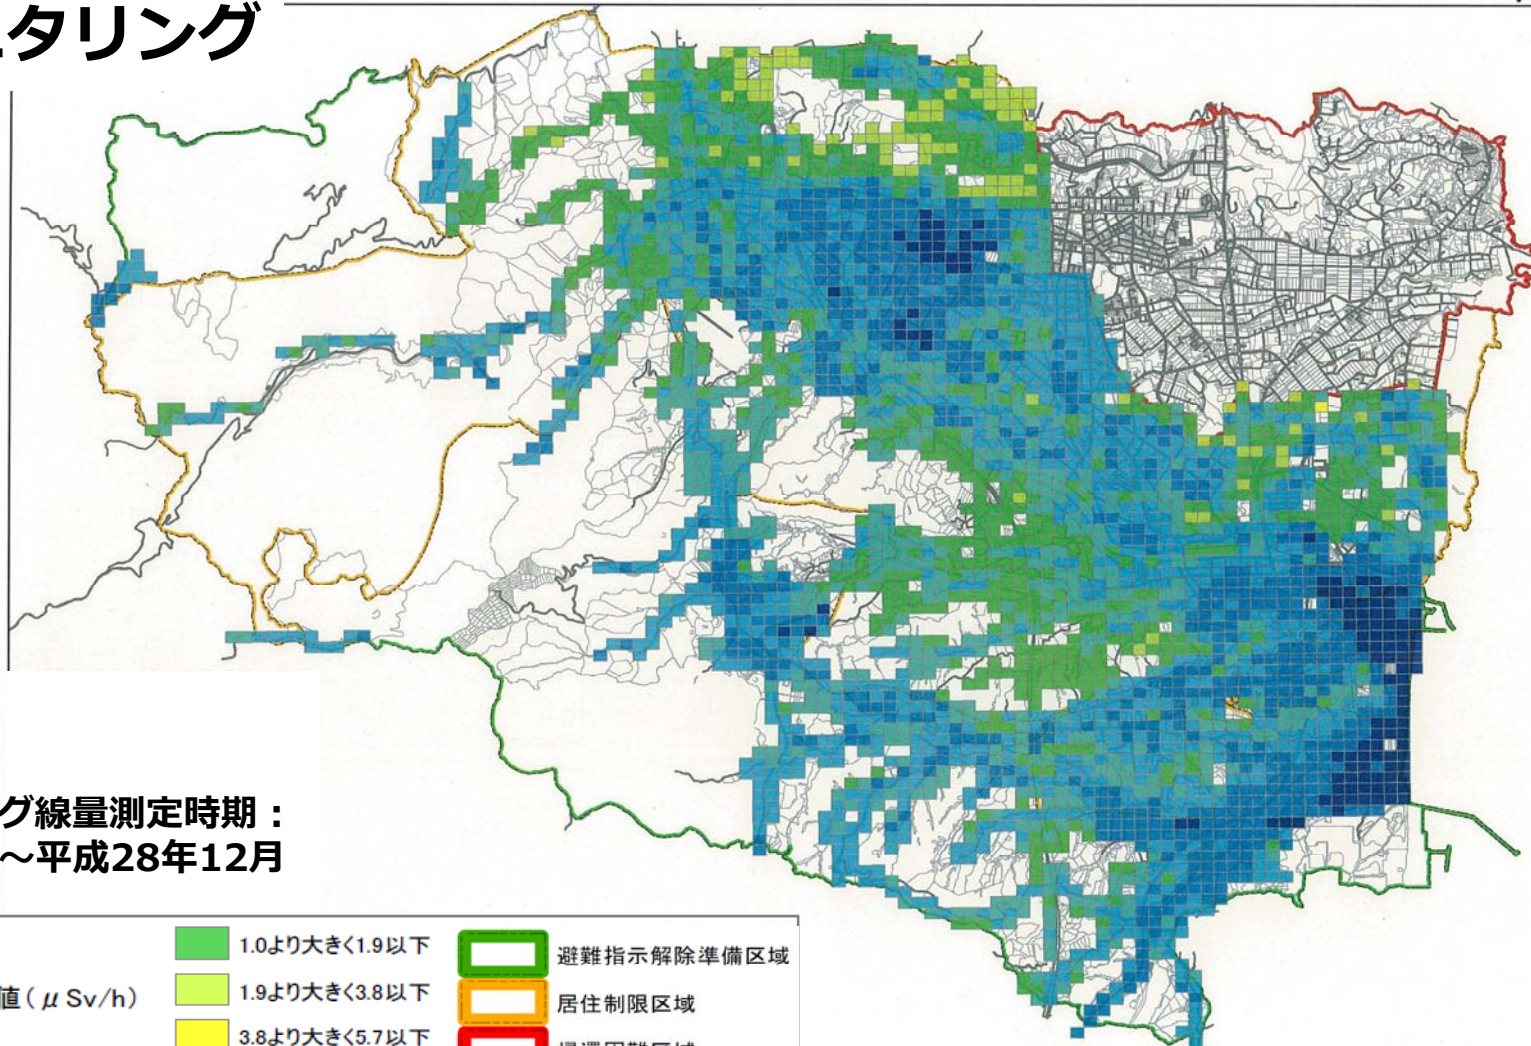 タリング
グ線量測定時期：
～平成28年12月
値(μSv/h)
1.0より大きく1.9以下
1.9より大きく3.8以下
3.8より大きく5.7以下
避難指示解除準備区域
居住制限区域